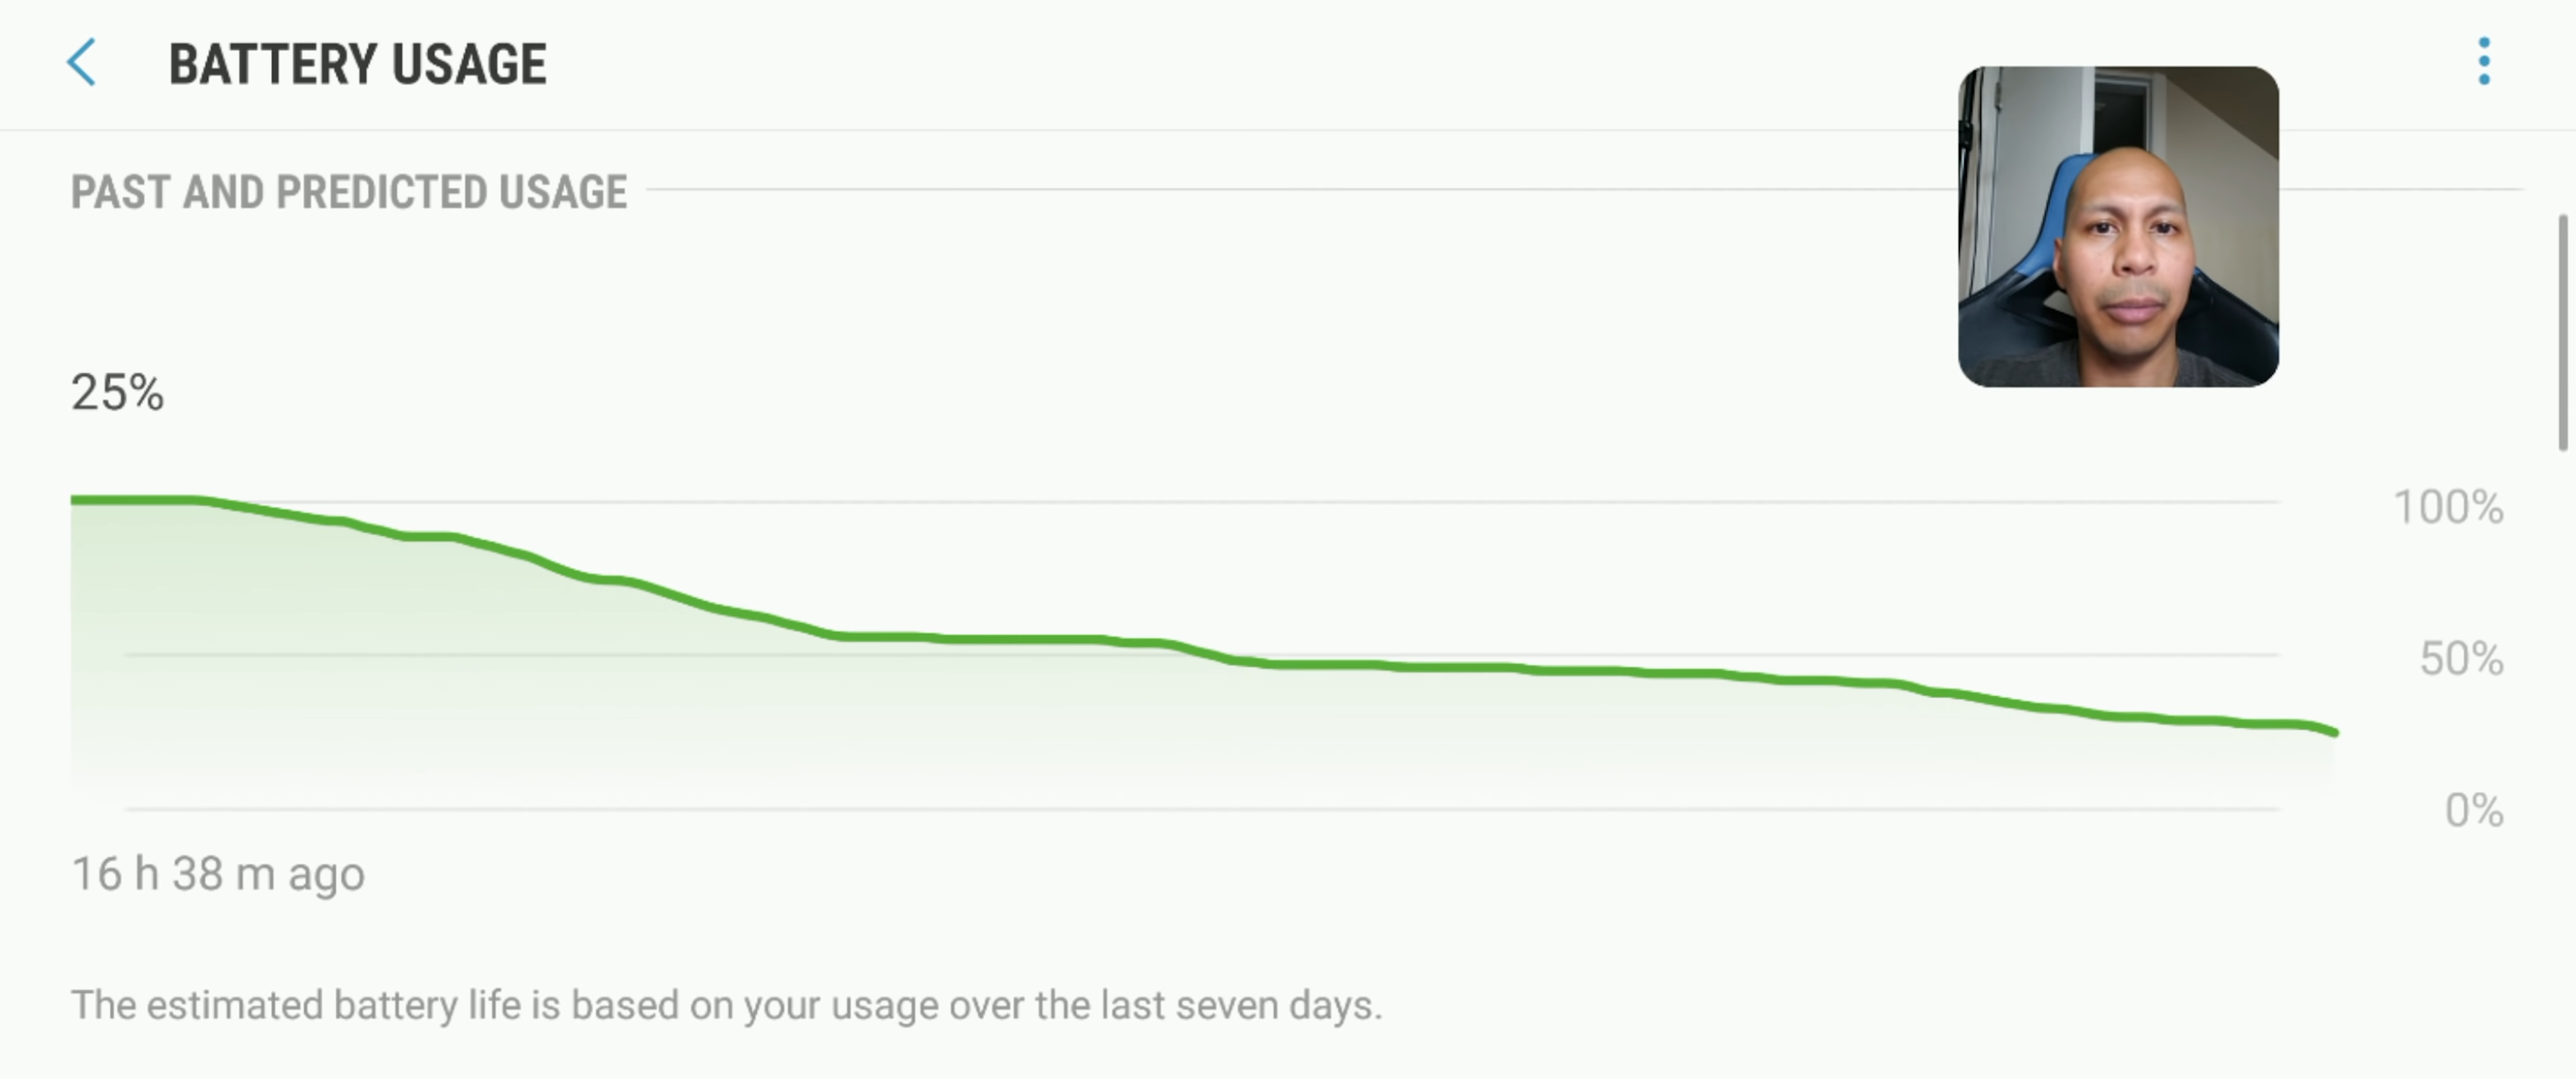 BATTERY USAGE
PAST AND PREDICTED USAGE
25%
100%
50%
0%
16 h 38 m ago
The estimated battery life is based on your usage over the last seven days.